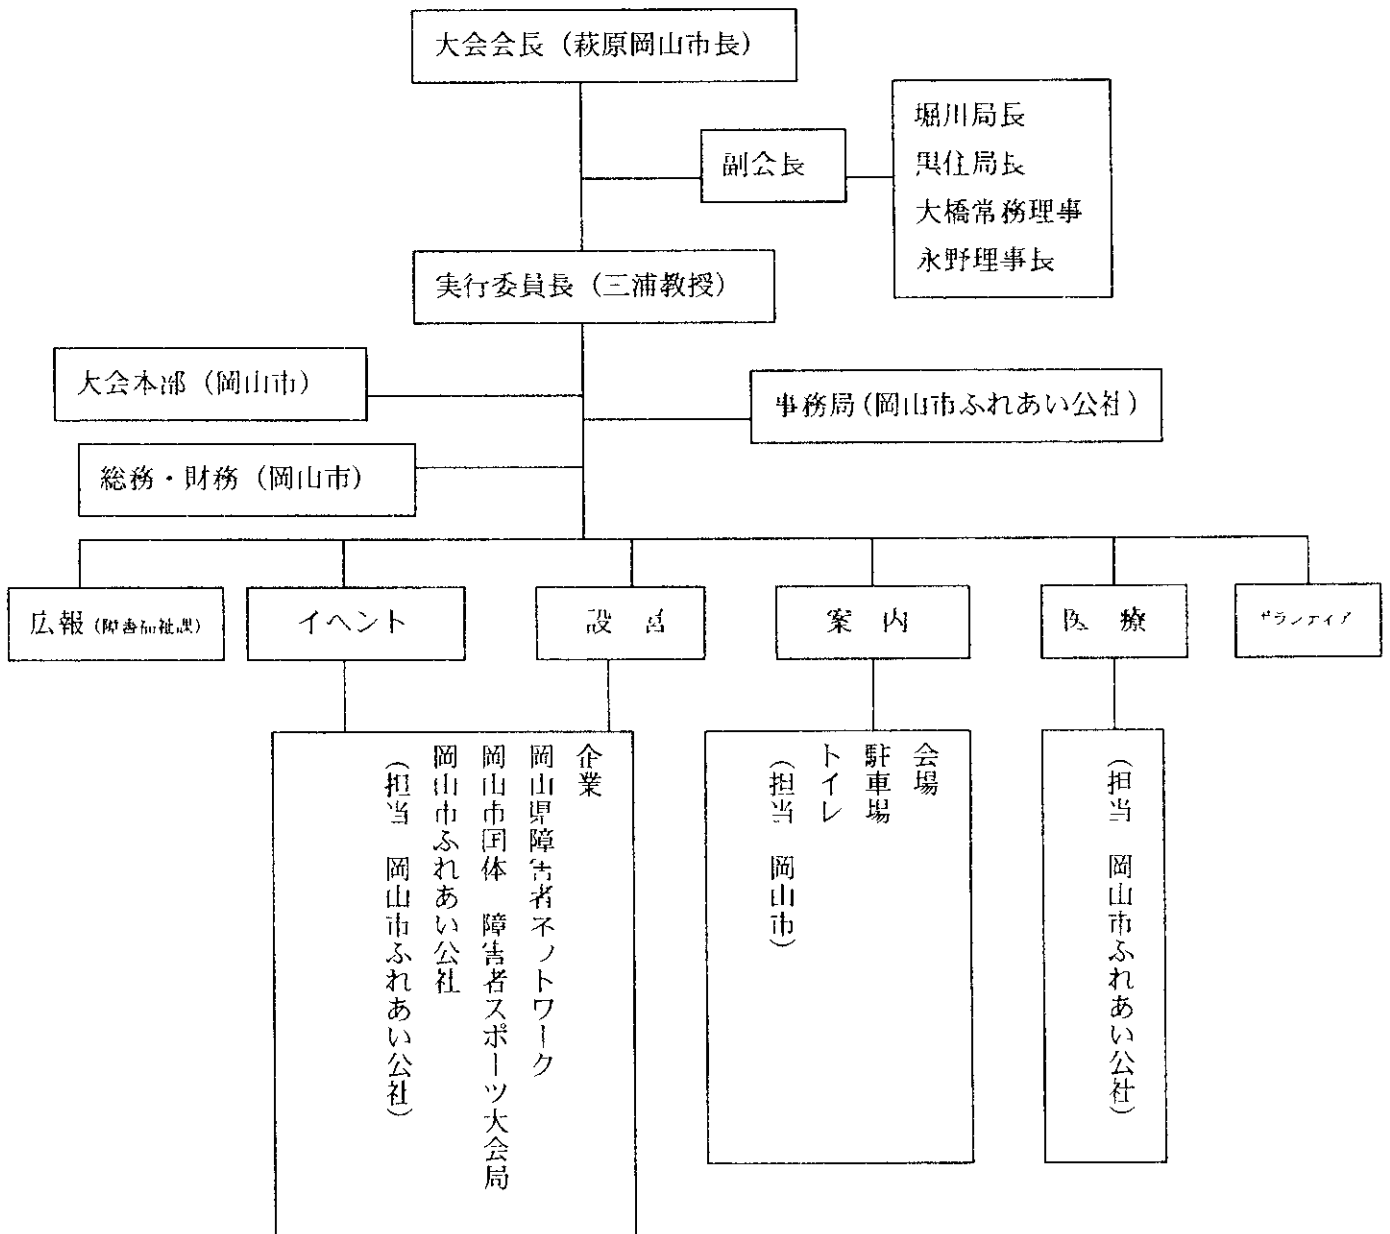 大会会長（萩原岡山市長）
副会長
堀川局長
與住局長
大橋常務理事
永野理事長
実行委員長（三浦教授）
大会本部（岡山市）
事務局（岡山市ふれあい公社）
総務・財務（岡山市）
広報（障害福祉課）
イベント
設　営
案　内
医　療
ボランティア
企業
岡山県障害者ネットワーク
岡山市国体　障害者スポーツ大会局
岡山市ふれあい公社
（担当　岡山市ふれあい公社）
会場
駐車場
トイレ
（担当　岡山市）
（担当　岡山市ふれあい公社）